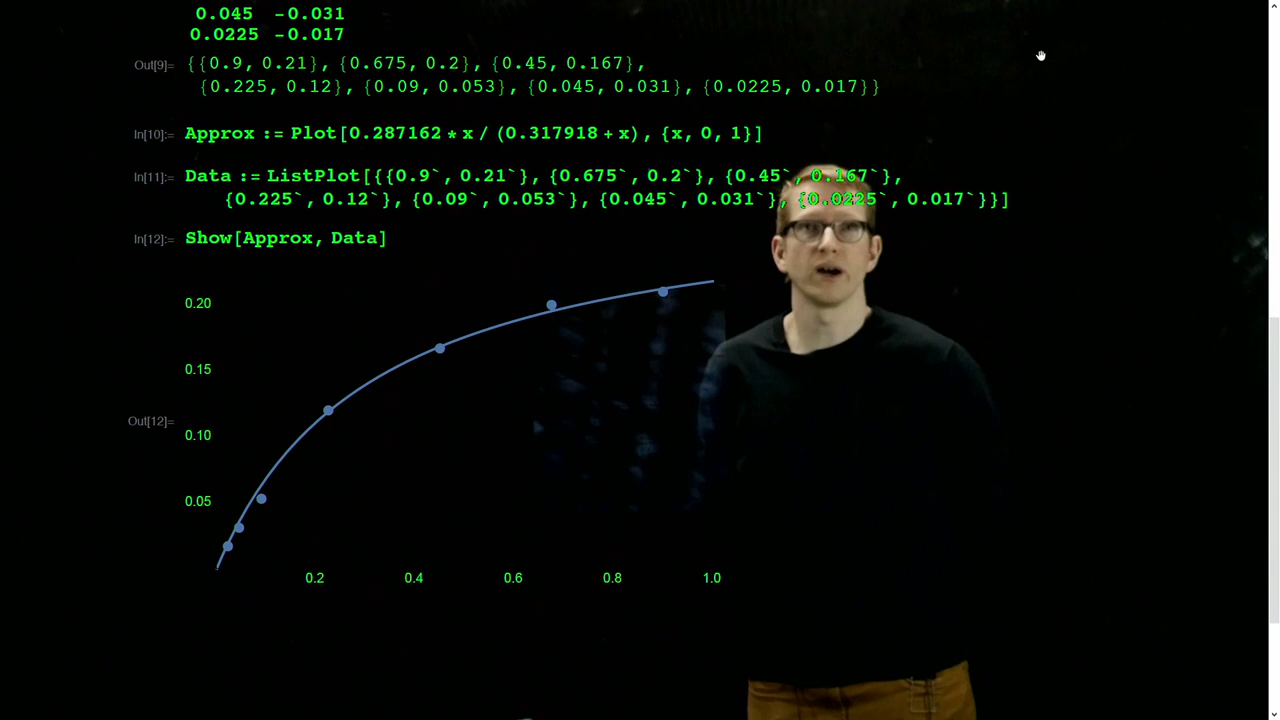 0.045 -0.031
0.0225 -0.017
Out[9]= {{0.9, 0.21}, {0.675, 0.2}, {0.45, 0.167},
{0.225, 0.12}, {0.09, 0.053}, {0.045, 0.031}, {0.0225, 0.017}}
In[10]:= Approx := Plot[0.287162 * x / (0.317918 + x), {x, 0, 1}]
In[11]:= Data := ListPlot[{{0.9`, 0.21`}, {0.675`, 0.2`}, {0.45`, 0.167`},
{0.225`, 0.12`}, {0.09`, 0.053`}, {0.045`, 0.031`}, {0.0225`, 0.017`}}]
In[12]:= Show[Approx, Data]
0.20
0.15
Out[12]=
0.10
0.05
0.2 0.4 0.6 0.8 1.0